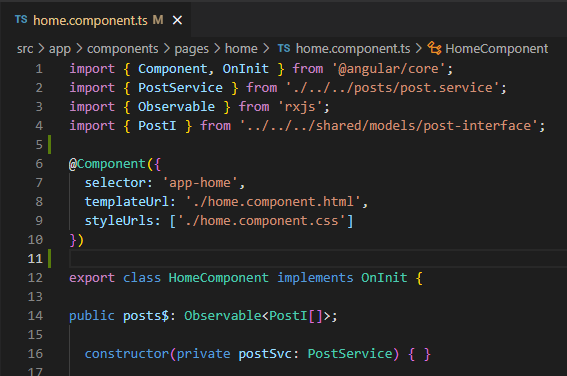 TS home.component.ts M ×
src > app > components > pages > home > TS home.component.ts > HomeComponent
1 import { Component, OnInit } from '@angular/core';
2 import { PostService } from './../../posts/post.service';
3 import { Observable } from 'rxjs';
4 import { PostI } from '../../../shared/models/post-interface';
5
6 @Component({
7   selector: 'app-home',
8   templateUrl: './home.component.html',
9   styleUrls: ['./home.component.css']
10 })
11
12 export class HomeComponent implements OnInit {
13
14 public posts$: Observable<PostI[]>;
15
16   constructor(private postSvc: PostService) { }
17